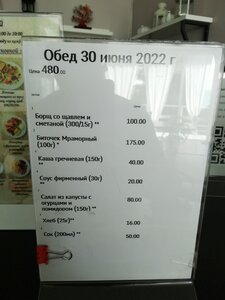 Обед 30 июня 2022 г
Цена 480.00
Борщ со щавлем и
сметаной (300/15г) **
100.00
Биточек Мраморный
(100г) *
175.00
Каша гречневая (150г)
**
40.00
Соус фирменный (30г)
**
20.00
Салат из капусты с
огурцами и
помидором (150г) **
80.00
Хлеб (25г)**
16.00
Сок (200мл) **
50.00